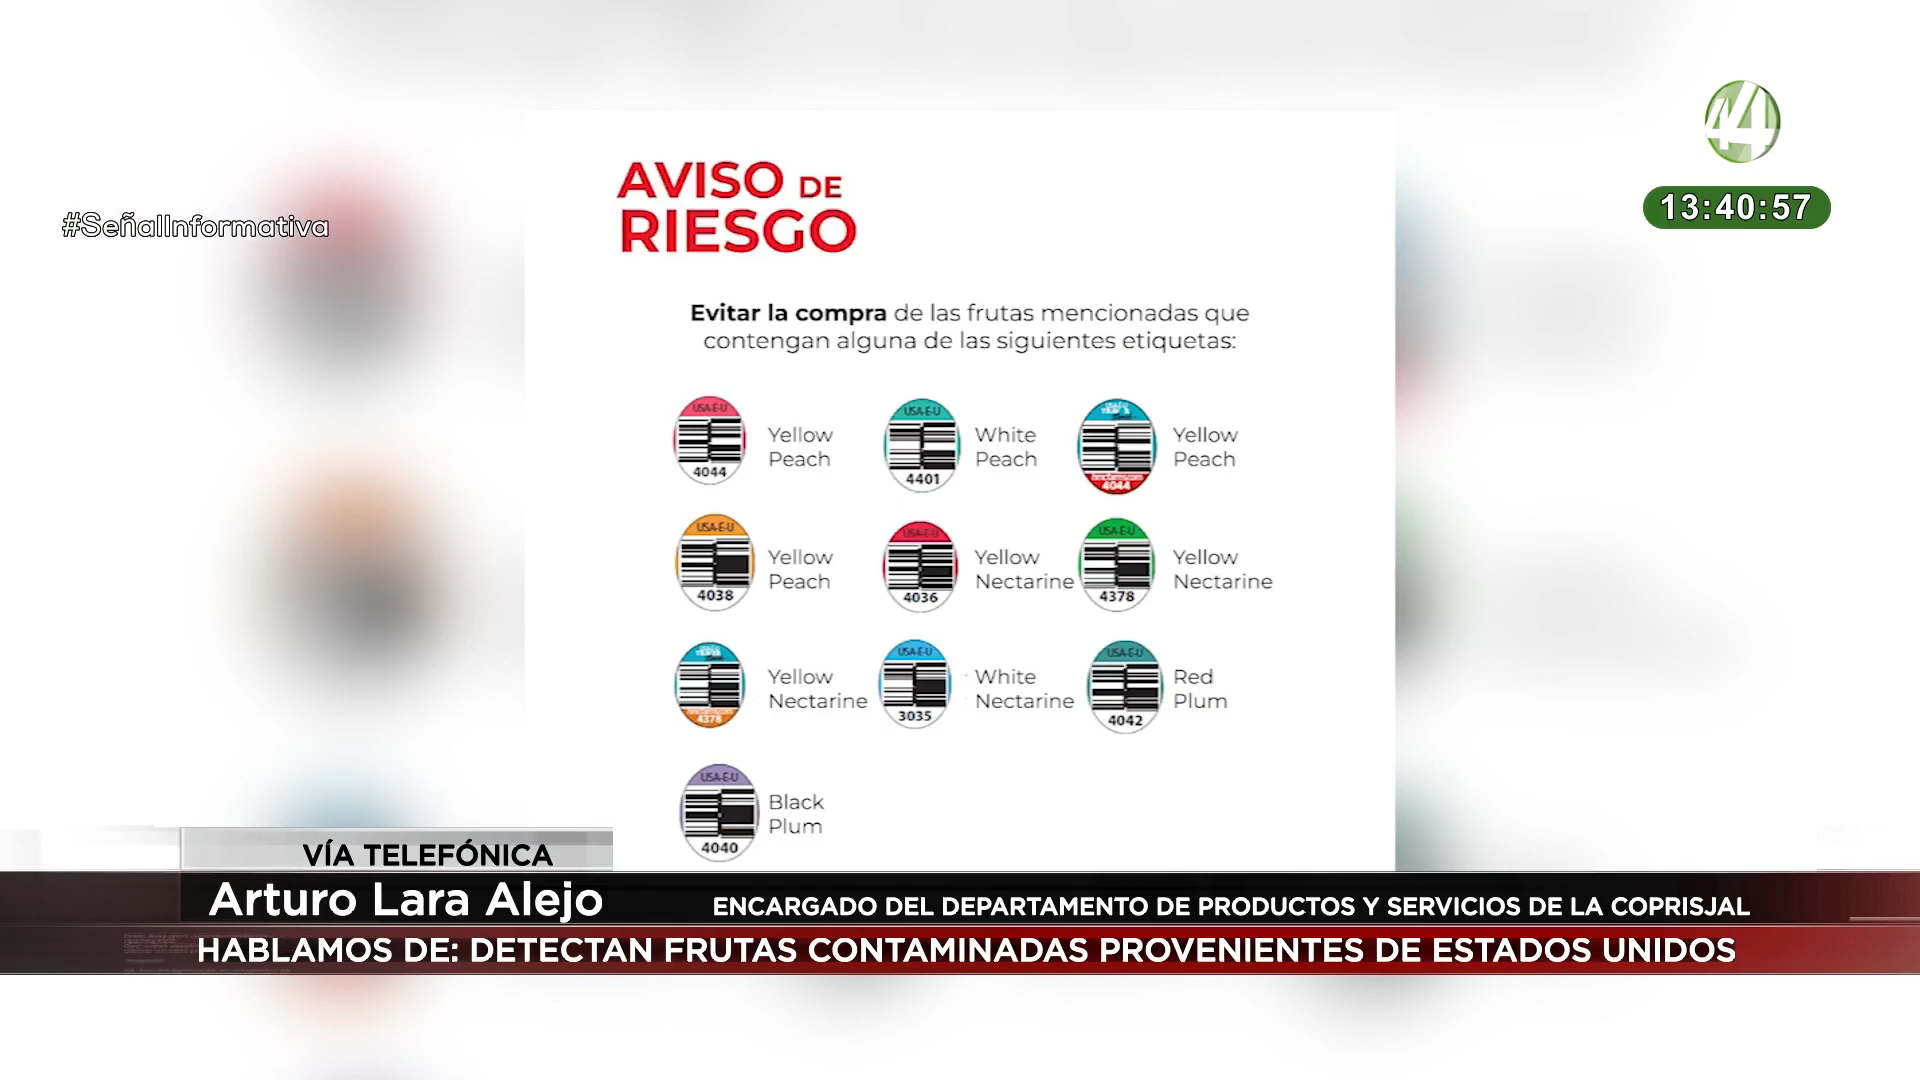 44
#SeñalInformativa
13:40:57
AVISO DE
RIESGO
Evitar la compra de las frutas mencionadas que
contengan alguna de las siguientes etiquetas:
USA-E-U
4044
Yellow
Peach
USA-E-U
4401
White
Peach
4044
Yellow
Peach
USA-E-U
4038
Yellow
Peach
USA-E-U
4036
Yellow
Nectarine
USA-E-U
4378
Yellow
Nectarine
4378
Yellow
Nectarine
USA-E-U
3035
White
Nectarine
USA-E-U
4042
Red
Plum
USA-E-U
4040
Black
Plum
VÍA TELEFÓNICA
Arturo Lara Alejo
ENCARGADO DEL DEPARTAMENTO DE PRODUCTOS Y SERVICIOS DE LA COPRISJAL
HABLAMOS DE: DETECTAN FRUTAS CONTAMINADAS PROVENIENTES DE ESTADOS UNIDOS